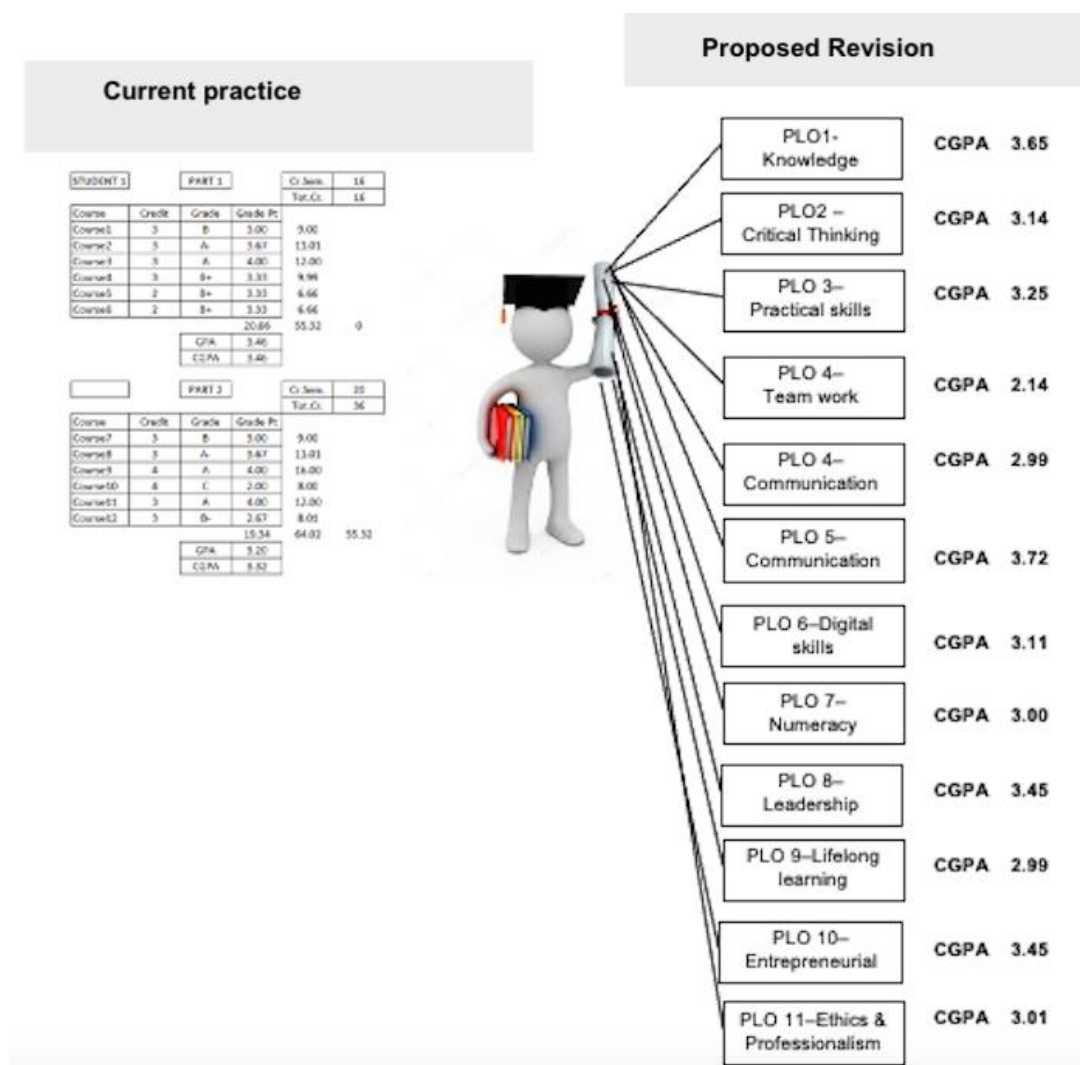 Current practice
STUDENT 1 PART 1 Cr.Sem. 16
Tot.Cr. 16
Course Credit Grade Grade Pt
Course1 3 B 3.00 9.00
Course2 3 A- 3.67 11.01
Course3 3 A 4.00 12.00
Course4 3 B+ 3.33 9.99
Course5 2 B+ 3.33 6.66
Course6 2 B+ 3.33 6.66
55.32 0
GPA 3.46
CGPA 3.46
PART 2 Cr.Sem. 20
Tot.Cr. 36
Course Credit Grade Grade Pt
Course7 3 B 3.00 9.00
Course8 3 A- 3.67 11.01
Course9 4 A 4.00 16.00
Course10 4 C 2.00 8.00
Course11 3 A 4.00 12.00
Course12 3 B- 2.67 8.01
19.34 64.02 55.32
GPA 3.20
CGPA 3.32
Proposed Revision
PLO1-
Knowledge
CGPA 3.65
PLO2 –
Critical Thinking
CGPA 3.14
PLO 3–
Practical skills
CGPA 3.25
PLO 4–
Team work
CGPA 2.14
PLO 4–
Communication
CGPA 2.99
PLO 5–
Communication
CGPA 3.72
PLO 6–Digital
skills
CGPA 3.11
PLO 7–
Numeracy
CGPA 3.00
PLO 8–
Leadership
CGPA 3.45
PLO 9–Lifelong
learning
CGPA 2.99
PLO 10–
Entrepreneurial
CGPA 3.45
PLO 11–Ethics &
Professionalism
CGPA 3.01